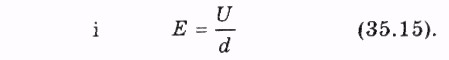 i E = U/d (35.15).